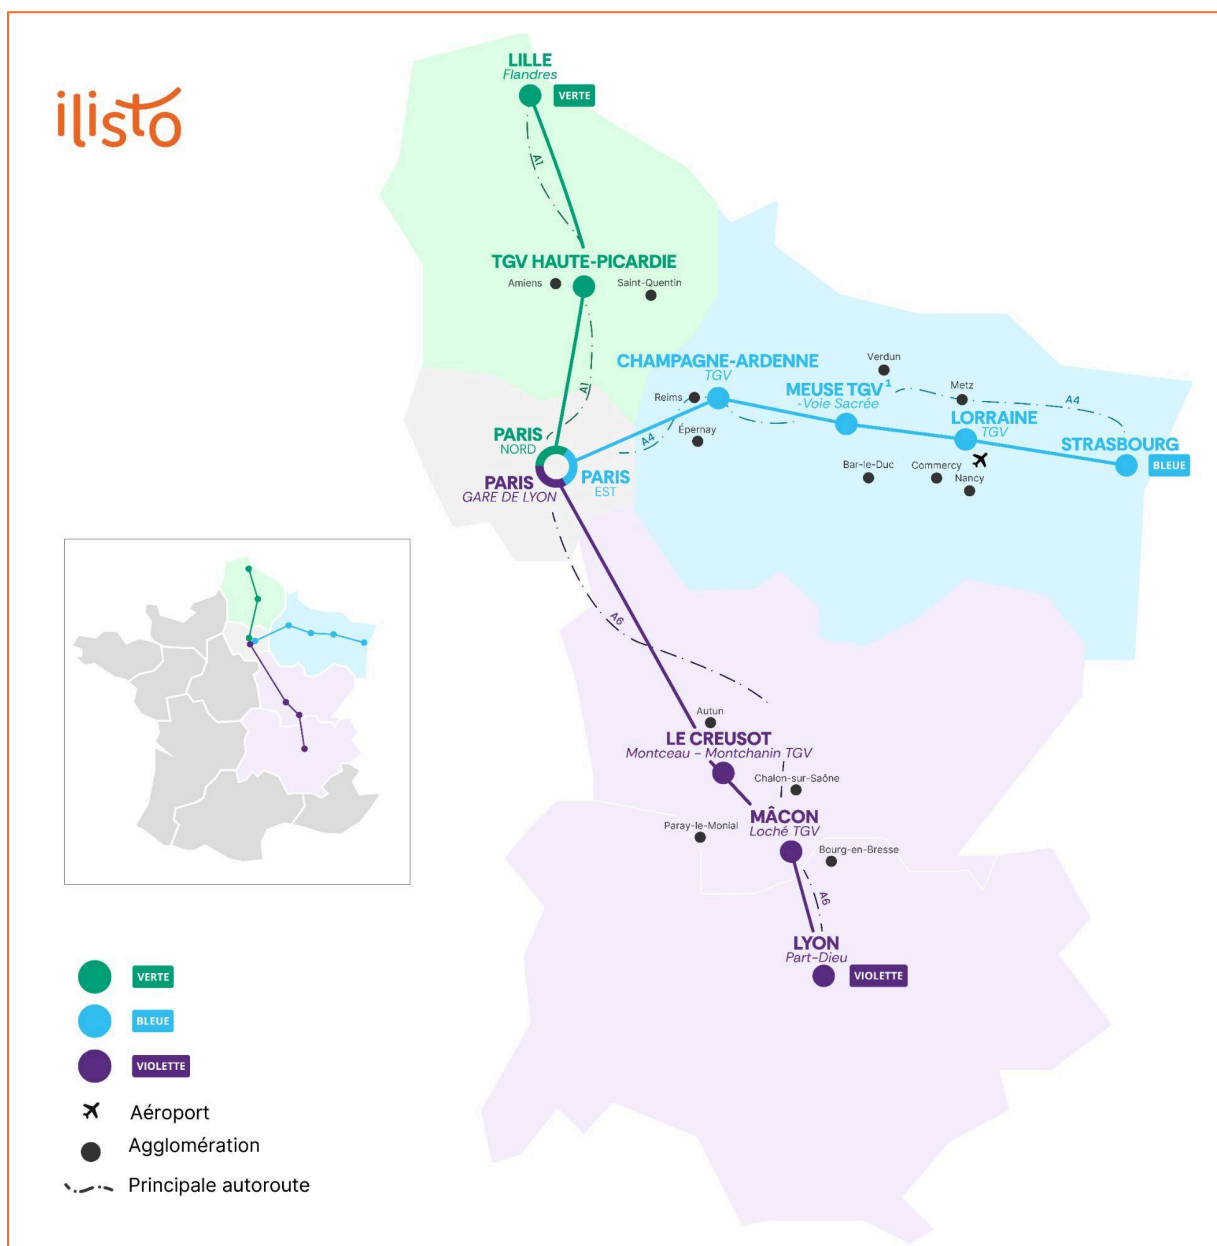 ilisto
LILLE
Flandres
VERTE
A1
TGV HAUTE-PICARDIE
Amiens
Saint-Quentin
A1
CHAMPAGNE-ARDENNE
TGV
Verdun
MEUSE TGV¹
-Voie Sacrée
Metz
A4
Reims
LORRAINE
TGV
Épernay
A4
STRASBOURG
BLEUE
PARIS
NORD
PARIS
GARE DE LYON
PARIS
EST
Bar-le-Duc
Commercy
Nancy
A6
Autun
LE CREUSOT
Montceau - Montchanin TGV
Chalon-sur-Saône
MÂCON
Loché TGV
Paray-le-Monial
Bourg-en-Bresse
A6
LYON
Part-Dieu
VIOLETTE
VERTE
BLEUE
VIOLETTE
Aéroport
Agglomération
Principale autoroute